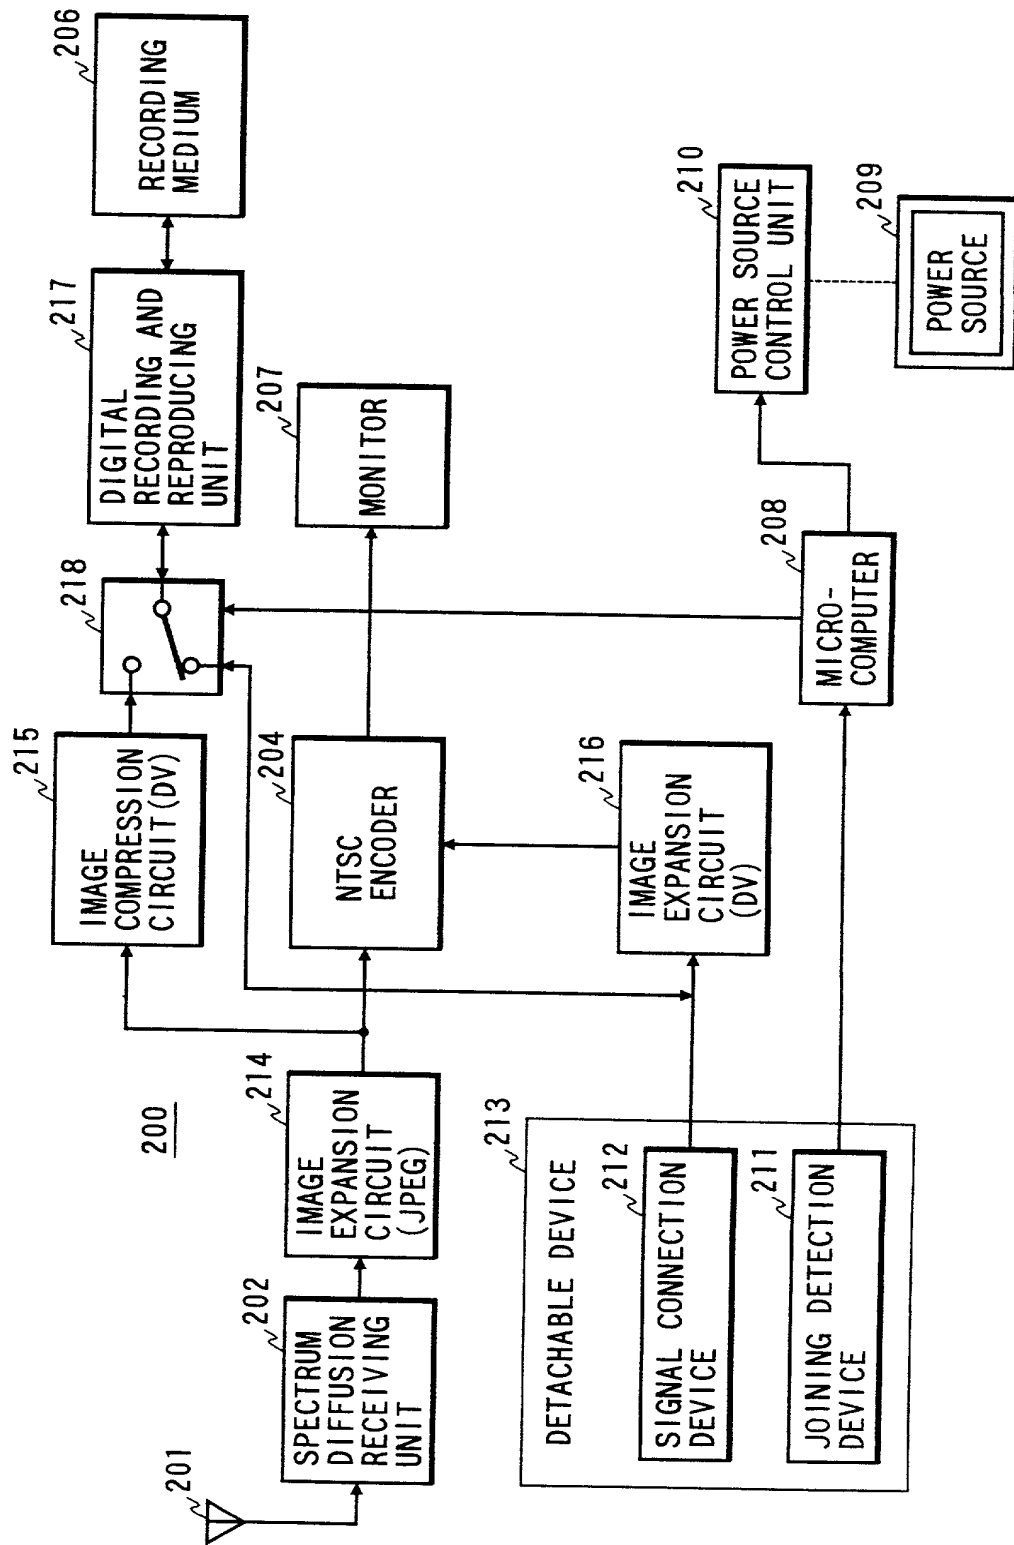 200
201
202
SPECTRUM
DIFFUSION
RECEIVING
UNIT
214
IMAGE
EXPANSION
CIRCUIT
(JPEG)
215
IMAGE
COMPRESSION
CIRCUIT(DV)
218
217
DIGITAL
RECORDING AND
REPRODUCING
UNIT
206
RECORDING
MEDIUM
204
NTSC
ENCODER
207
MONITOR
216
IMAGE
EXPANSION
CIRCUIT
(DV)
213
DETACHABLE DEVICE
212
SIGNAL CONNECTION
DEVICE
211
JOINING DETECTION
DEVICE
208
MICRO-
COMPUTER
210
POWER SOURCE
CONTROL UNIT
209
POWER
SOURCE